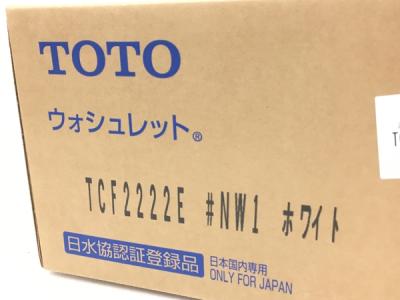 TOTO
ウォシュレット®
TCF2222E #NW1 ホワイト
日水協認証登録品
日本国内専用
ONLY FOR JAPAN